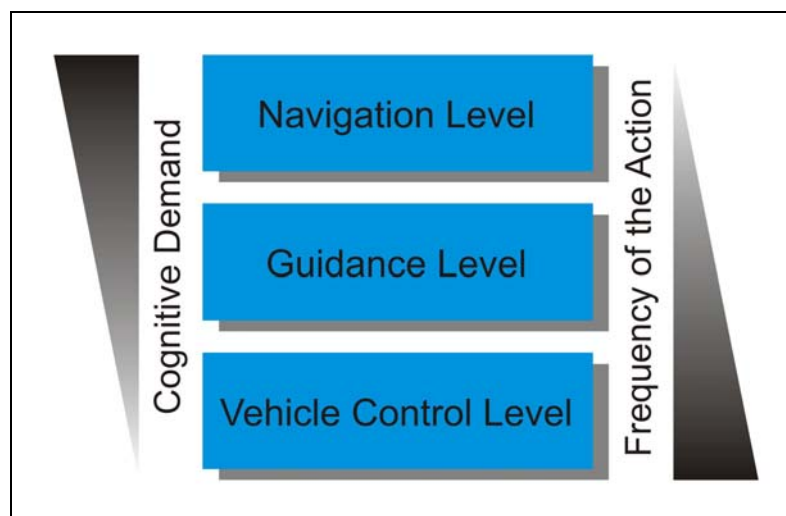 Navigation Level
Cognitive Demand
Guidance Level
Frequency of the Action
Vehicle Control Level